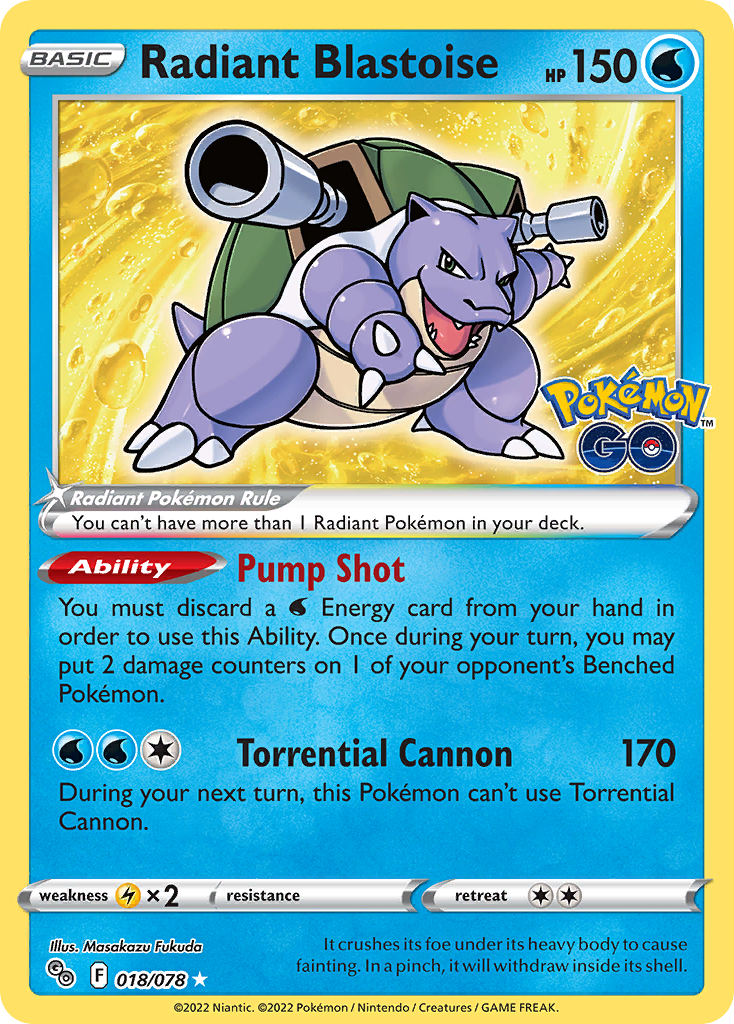 BASIC Radiant Blastoise HP 150
POKÉMON
GO™
Radiant Pokémon Rule
You can't have more than 1 Radiant Pokémon in your deck.
Ability Pump Shot
You must discard a Energy card from your hand in
order to use this Ability. Once during your turn, you may
put 2 damage counters on 1 of your opponent's Benched
Pokémon.
Torrential Cannon 170
During your next turn, this Pokémon can't use Torrential
Cannon.
weakness ×2 resistance retreat
Illus. Masakazu Fukuda
It crushes its foe under its heavy body to cause
fainting. In a pinch, it will withdraw inside its shell.
GO F 018/078 ★
©2022 Niantic. ©2022 Pokémon / Nintendo / Creatures / GAME FREAK.